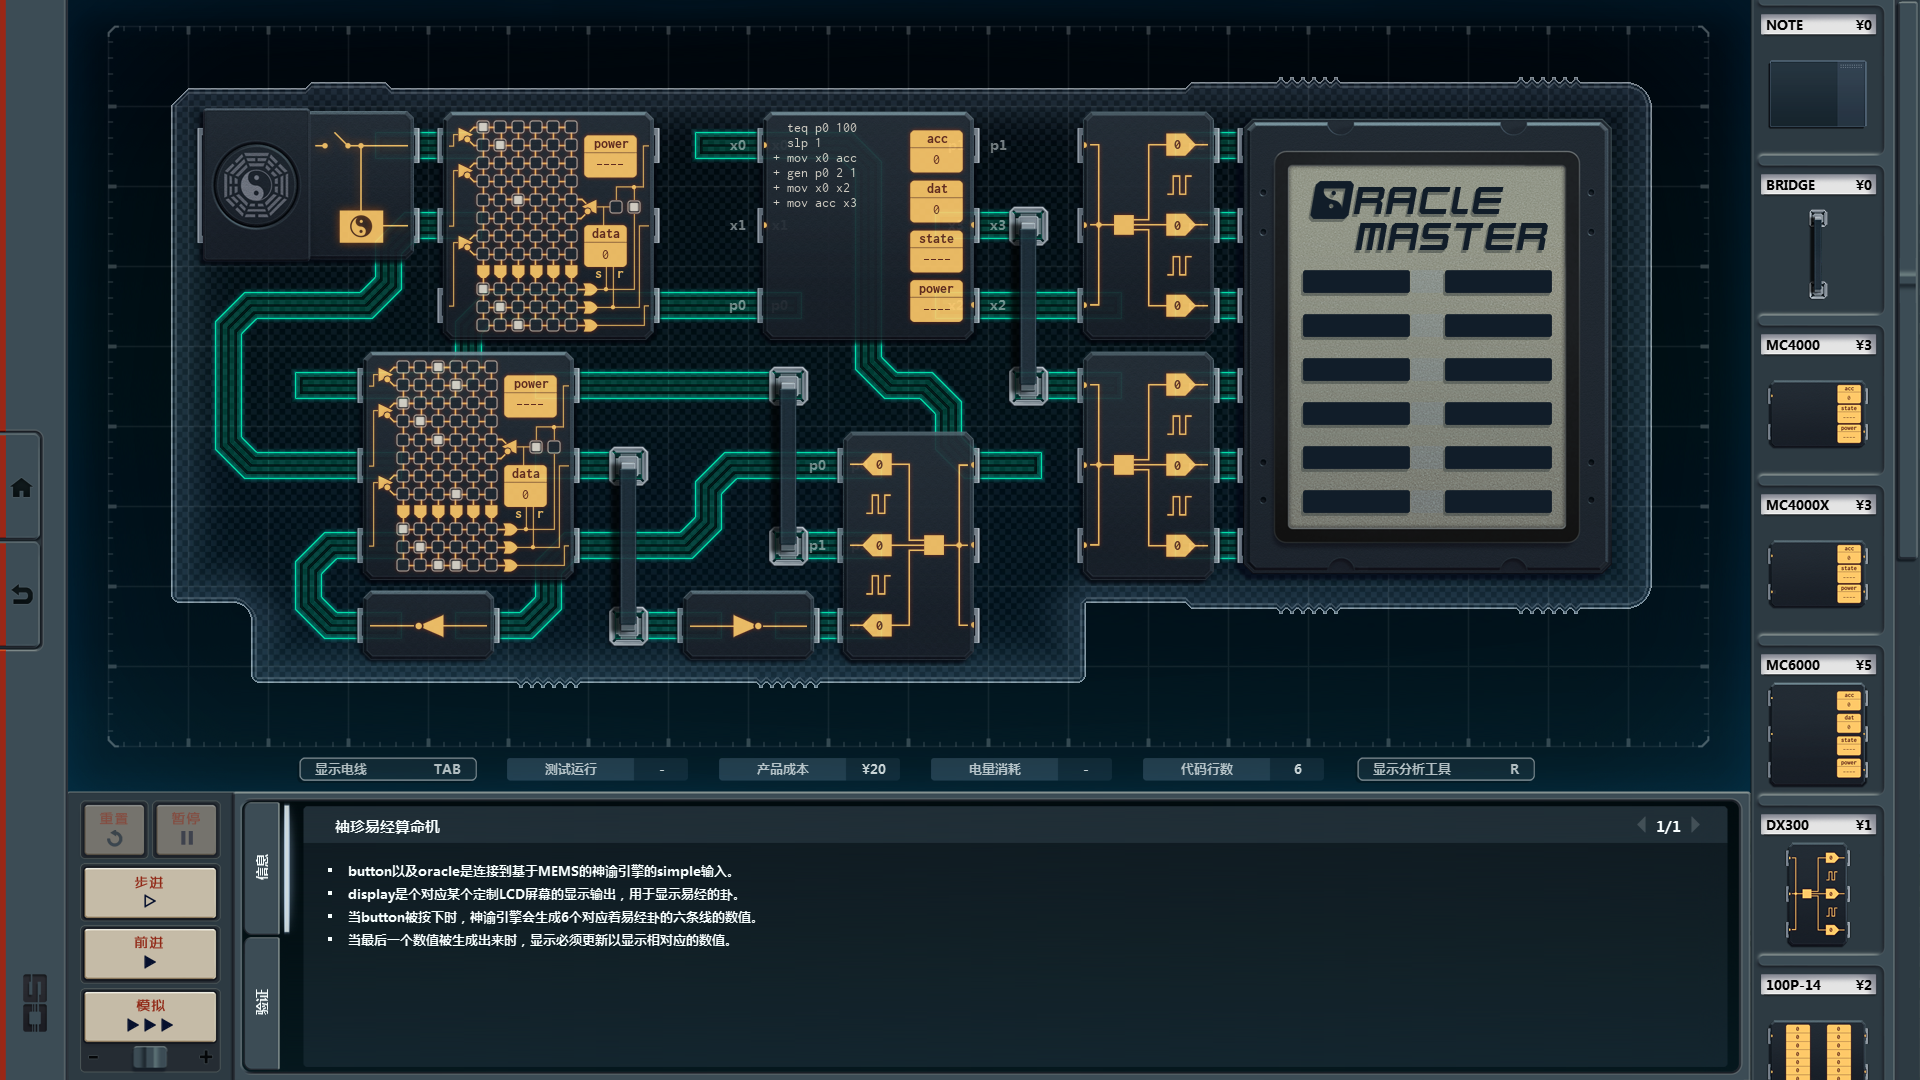 NOTE ¥0
BRIDGE ¥0
MC4000 ¥3
MC4000X ¥3
MC6000 ¥5
DX300 ¥1
100P-14 ¥2
power
----
data
0
s r
x0
x1
p0
teq p0 100
slp 1
+ mov x0 acc
+ gen p0 2 1
+ mov x0 x2
+ mov acc x3
acc
0
dat
0
state
----
power
----
p1
x3
x2
0
0
0
ORACLE
MASTER
power
----
data
0
s r
p0
p1
0
0
0
0
0
0
显示电线 TAB
测试运行 -
产品成本 ¥20
电量消耗 -
代码行数 6
显示分析工具 R
重置
暂停
步进
前进
模拟
- +
信息
验证
袖珍易经算命机
1/1
button以及oracle是连接到基于MEMS的神谕引擎的simple输入。
display是个对应某个定制LCD屏幕的显示输出，用于显示易经的卦。
当button被按下时，神谕引擎会生成6个对应着易经卦的六条线的数值。
当最后一个数值被生成出来时，显示必须更新以显示相对应的数值。